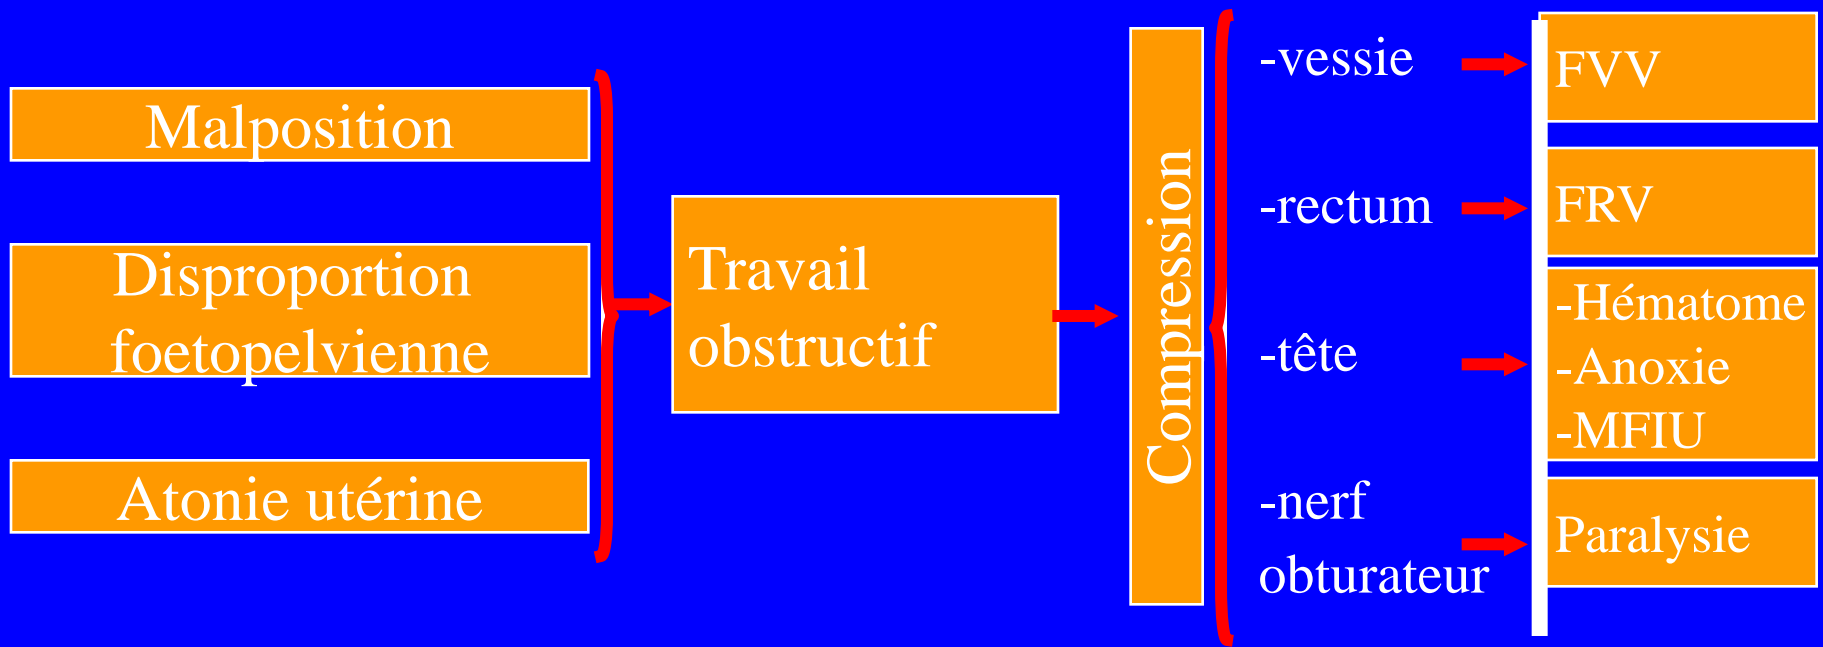 Malposition
Disproportion
foetopelvienne
Atonie utérine
Travail
obstructif
Compression
-vessie
-rectum
-tête
-nerf
obturateur
FVV
FRV
-Hématome
-Anoxie
-MFIU
Paralysie